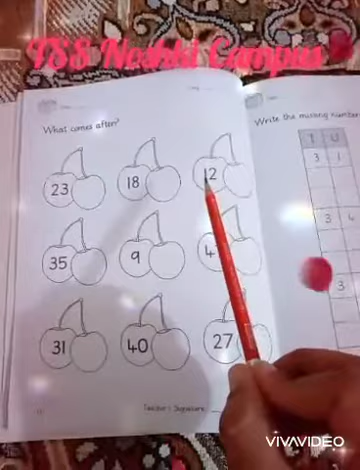 TSS Noshki Campus
What comes after?
Write the missing number
23 18 12
T U
3 1
35 9 4
3 4
3
31 40 27
Teacher's Signature
VIVAVIDEO